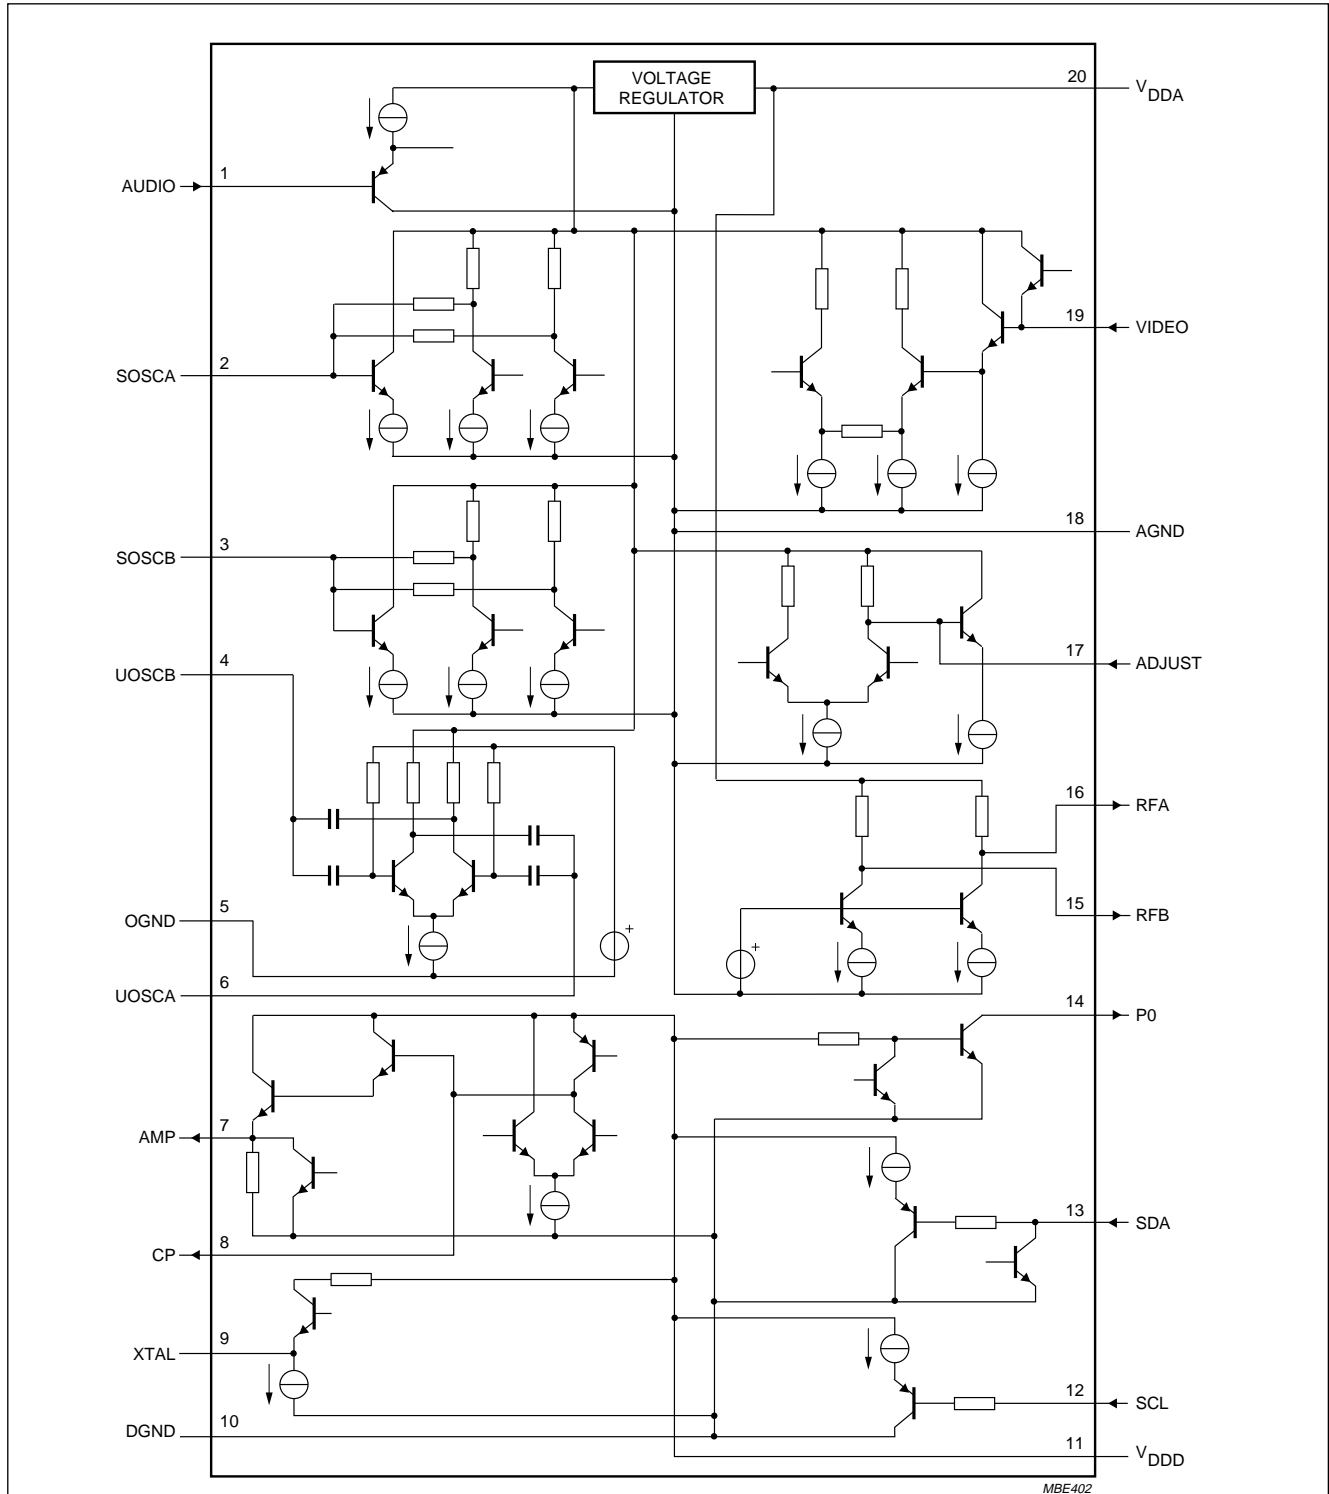 VOLTAGE
REGULATOR
AUDIO
1
SOSCA
2
SOSCB
3
UOSCB
4
OGND
5
UOSCA
6
+
AMP
7
CP
8
XTAL
9
DGND
10
20
VDDA
19
VIDEO
18
AGND
17
ADJUST
16
RFA
15
RFB
+
14
P0
13
SDA
12
SCL
11
VDDD
MBE402